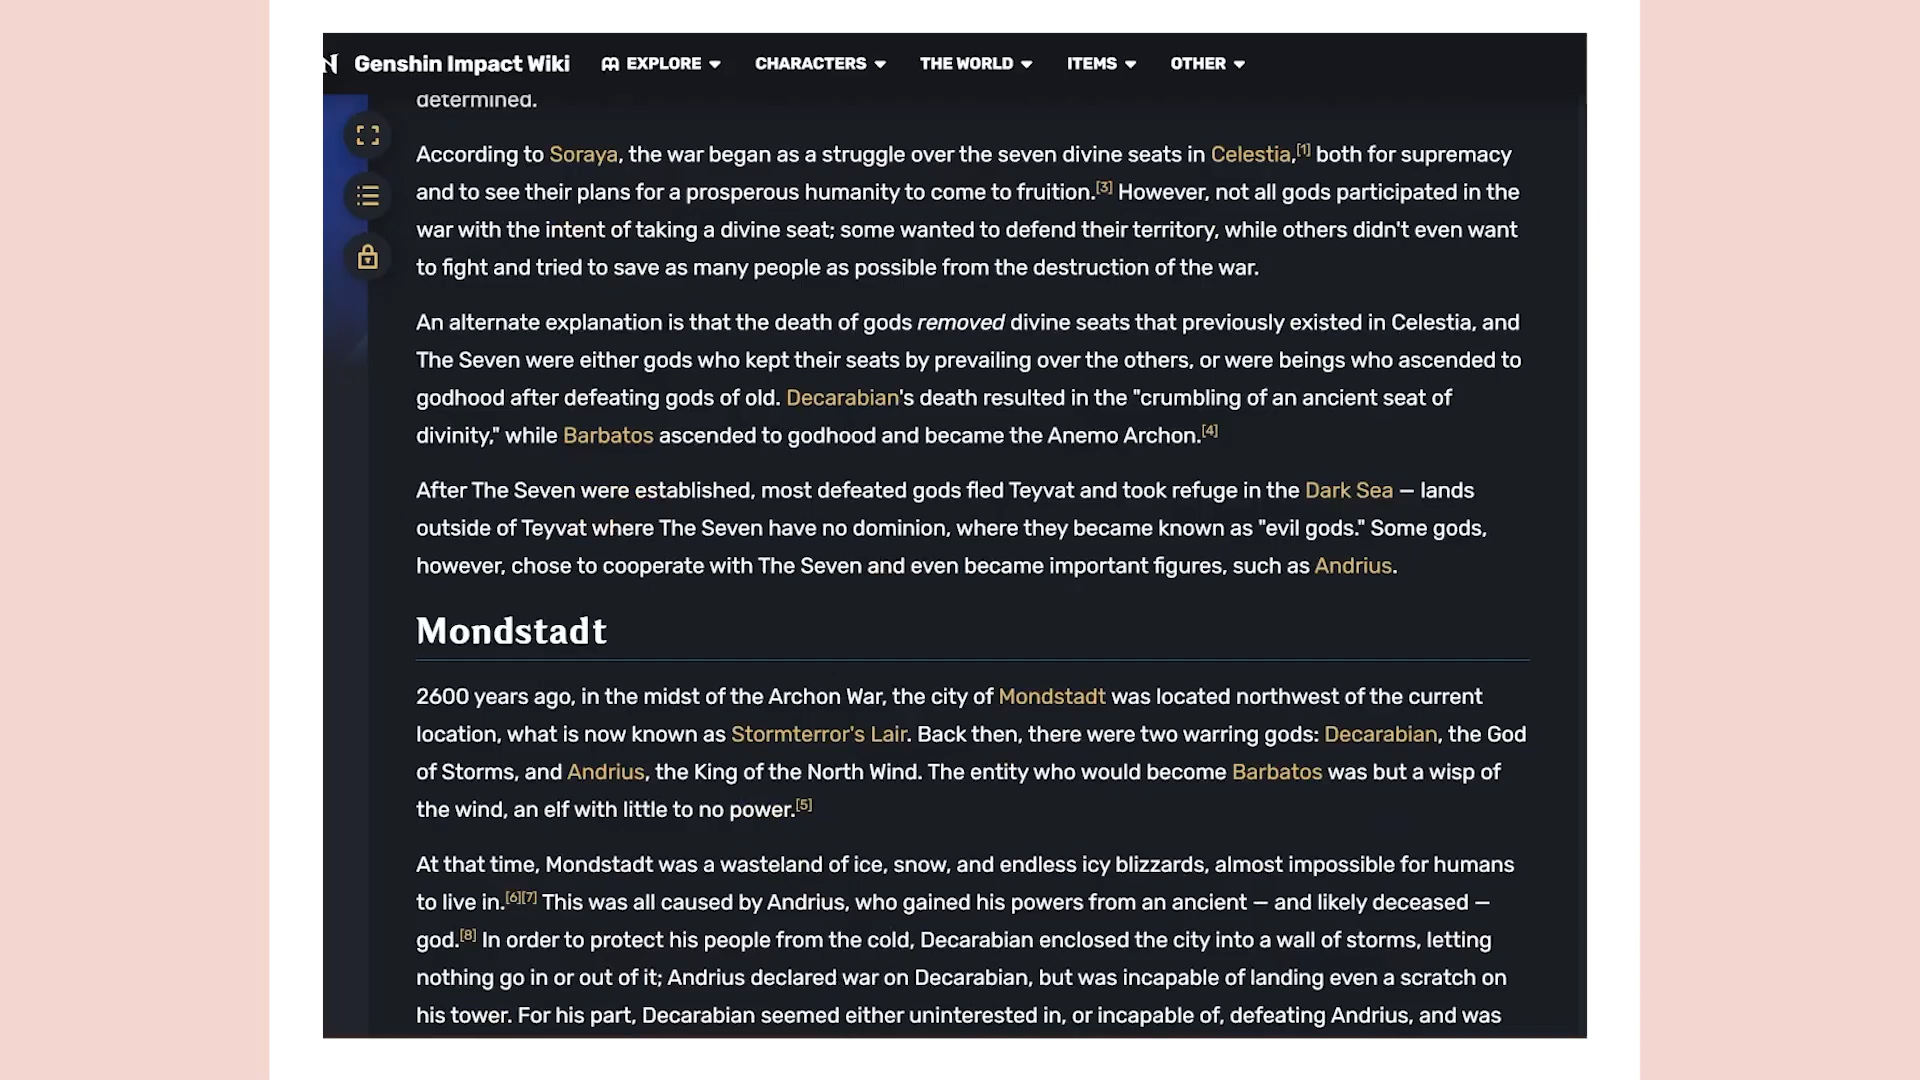 Genshin Impact Wiki EXPLORE CHARACTERS THE WORLD ITEMS OTHER
determined.
According to Soraya, the war began as a struggle over the seven divine seats in Celestia,[1] both for supremacy
and to see their plans for a prosperous humanity to come to fruition.[3] However, not all gods participated in the
war with the intent of taking a divine seat; some wanted to defend their territory, while others didn't even want
to fight and tried to save as many people as possible from the destruction of the war.
An alternate explanation is that the death of gods removed divine seats that previously existed in Celestia, and
The Seven were either gods who kept their seats by prevailing over the others, or were beings who ascended to
godhood after defeating gods of old. Decarabian's death resulted in the "crumbling of an ancient seat of
divinity," while Barbatos ascended to godhood and became the Anemo Archon.[4]
After The Seven were established, most defeated gods fled Teyvat and took refuge in the Dark Sea — lands
outside of Teyvat where The Seven have no dominion, where they became known as "evil gods." Some gods,
however, chose to cooperate with The Seven and even became important figures, such as Andrius.
Mondstadt
2600 years ago, in the midst of the Archon War, the city of Mondstadt was located northwest of the current
location, what is now known as Stormterror's Lair. Back then, there were two warring gods: Decarabian, the God
of Storms, and Andrius, the King of the North Wind. The entity who would become Barbatos was but a wisp of
the wind, an elf with little to no power.[5]
At that time, Mondstadt was a wasteland of ice, snow, and endless icy blizzards, almost impossible for humans
to live in.[6][7] This was all caused by Andrius, who gained his powers from an ancient — and likely deceased —
god.[8] In order to protect his people from the cold, Decarabian enclosed the city into a wall of storms, letting
nothing go in or out of it; Andrius declared war on Decarabian, but was incapable of landing even a scratch on
his tower. For his part, Decarabian seemed either uninterested in, or incapable of, defeating Andrius, and was